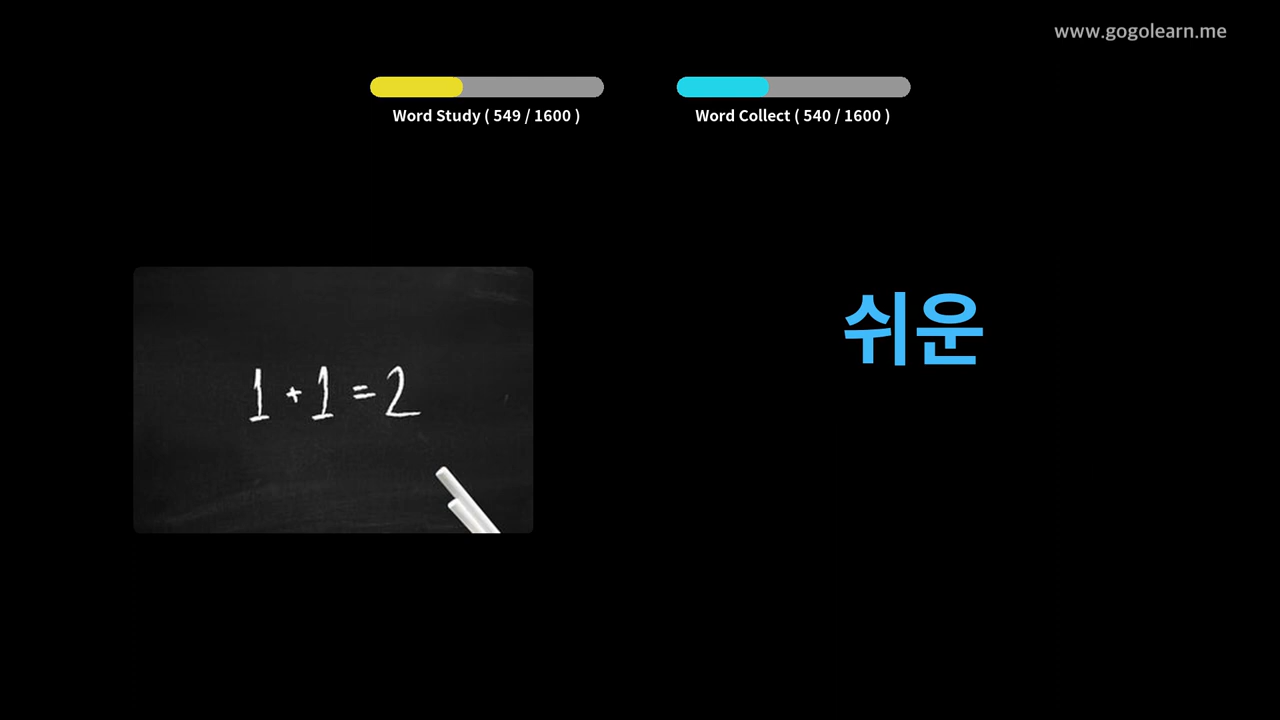 www.gogolearn.me
Word Study ( 549 / 1600 )
Word Collect ( 540 / 1600 )
쉬운
1 + 1 = 2